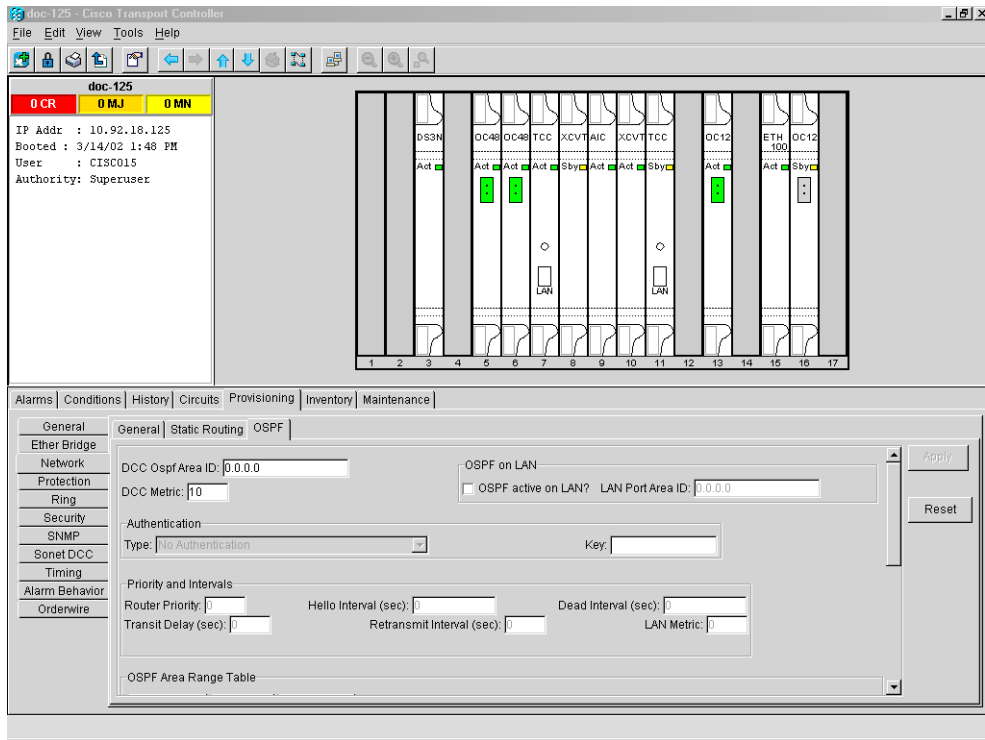 doc-125 - Cisco Transport Controller
File Edit View Tools Help
doc-125
0 CR 0 MJ 0 MN
IP Addr : 10.92.18.125
Booted : 3/14/02 1:48 PM
User : CISCO15
Authority: Superuser
DS3N OC48 OC48 TCC XCVT AIC XCVT TCC OC12 ETH 100 OC12
Act Act Act Act Sby Act Act Sby Act Act Sby
LAN LAN
1 2 3 4 5 6 7 8 9 10 11 12 13 14 15 16 17
Alarms Conditions History Circuits Provisioning Inventory Maintenance
General
Ether Bridge
Network
Protection
Ring
Security
SNMP
Sonet DCC
Timing
Alarm Behavior
Orderwire
General Static Routing OSPF
DCC Ospf Area ID: 0.0.0.0
DCC Metric: 10
OSPF on LAN
OSPF active on LAN? LAN Port Area ID: 0.0.0.0
Authentication
Type: No Authentication Key:
Priority and Intervals
Router Priority: 0 Hello Interval (sec): 0 Dead Interval (sec): 0
Transit Delay (sec): 0 Retransmit Interval (sec): 0 LAN Metric: 0
OSPF Area Range Table
Apply
Reset